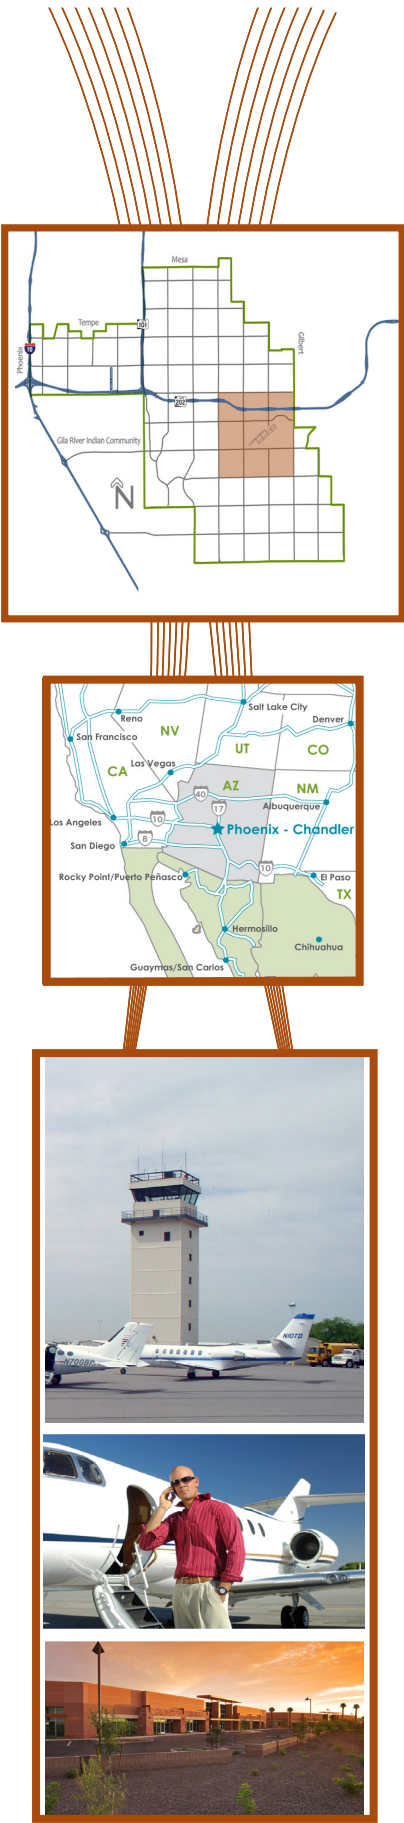 Mesa
Tempe
101
Gilbert
Phoenix
10
202
Gila River Indian Community
N
Salt Lake City
Reno
Denver
NV
San Francisco
UT
CO
Las Vegas
CA
AZ
NM
40
17
Albuquerque
Los Angeles
10
Phoenix - Chandler
San Diego
8
10
Rocky Point/Puerto Peñasco
El Paso
TX
Hermosillo
Chihuahua
Guaymas/San Carlos
N107D
N700BP